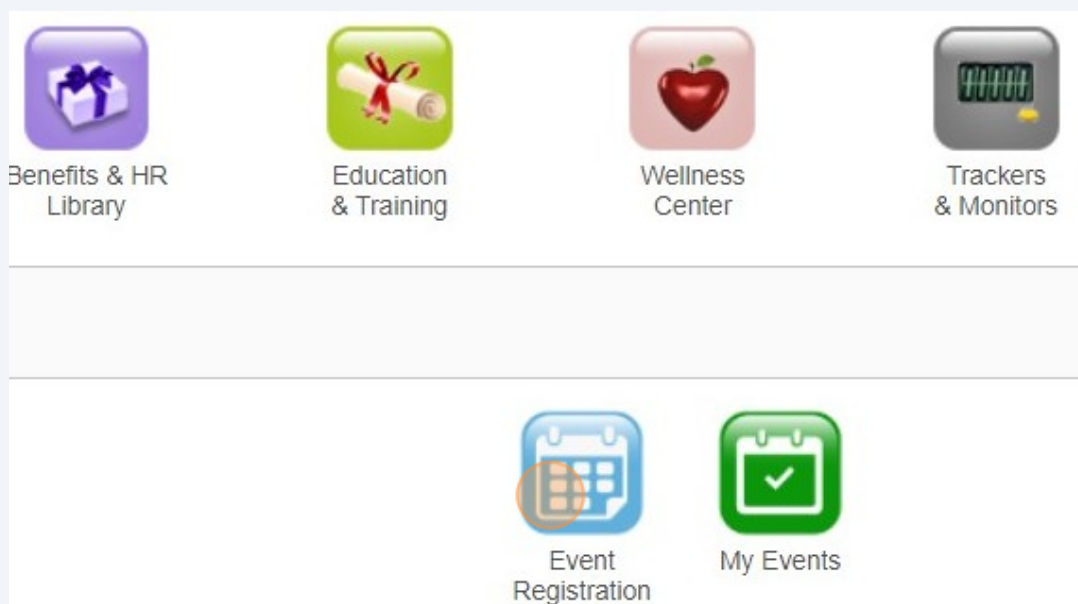 Benefits & HR
Library
Education
& Training
Wellness
Center
Trackers
& Monitors
Event
Registration
My Events